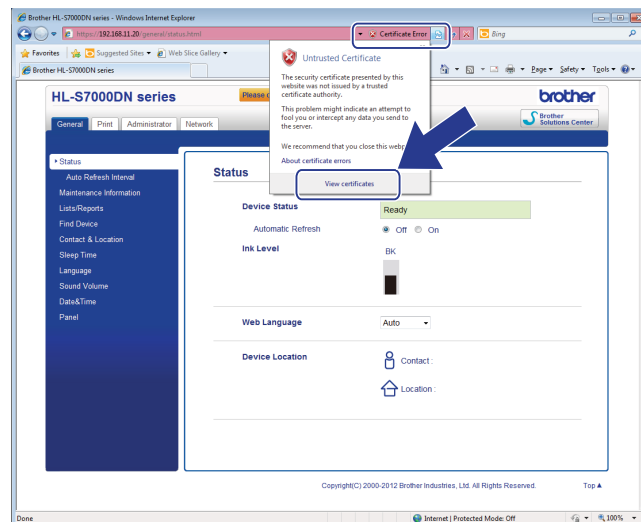 Brother HL-S7000DN series - Windows Internet Explorer
https://192.168.11.20/general/status.html
Certificate Error
Bing
Favorites
Suggested Sites
Web Slice Gallery
Brother HL-S7000DN series
Page
Safety
Tools
Untrusted Certificate
The security certificate presented by this
website was not issued by a trusted
certificate authority.
This problem might indicate an attempt to
fool you or intercept any data you send to
the server.
We recommend that you close this
About certificate errors
View certificates
HL-S7000DN series
Please
brother
General
Print
Administrator
Network
Brother
Solutions Center
Status
Auto Refresh Interval
Maintenance Information
Lists/Reports
Find Device
Contact & Location
Sleep Time
Language
Sound Volume
Date&Time
Panel
Status
Device Status
Ready
Automatic Refresh
Off
On
Ink Level
BK
Web Language
Auto
Device Location
Contact :
Location :
Copyright(C) 2000-2012 Brother Industries, Ltd. All Rights Reserved.
Top▲
Done
Internet | Protected Mode: Off
100%